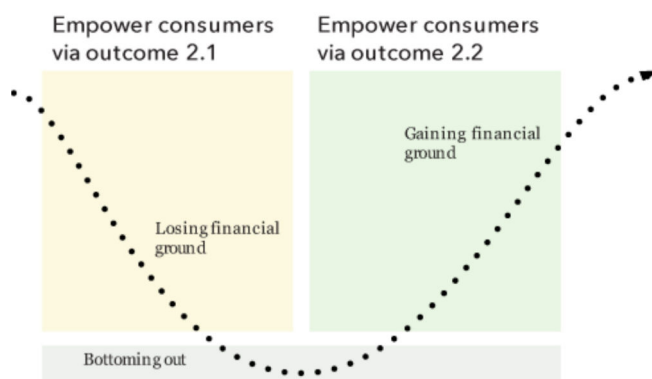 Empower consumers
via outcome 2.1
Empower consumers
via outcome 2.2
Gaining financial
ground
Losing financial
ground
Bottoming out